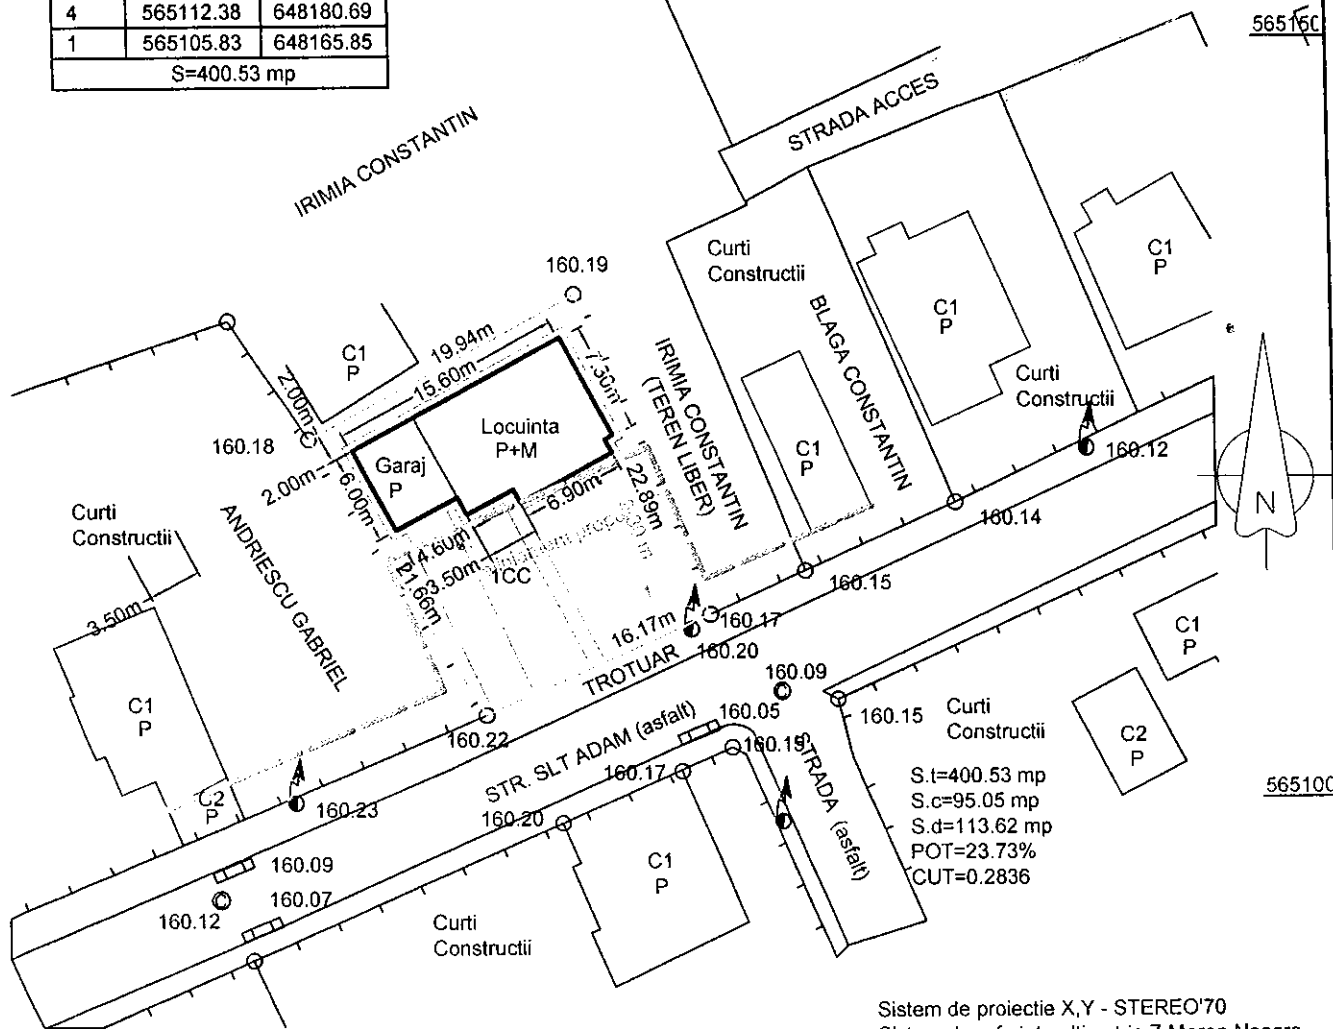 4 565112.38 648180.69
1 565105.83 648165.85
S=400.53 mp
565150
STRADA ACCES
IRIMIA CONSTANTIN
160.19
Curti
Constructii
C1
P
C1
P
BLAGA CONSTANTIN
IRIMIA CONSTANTIN
(TEREN LIBER)
C1
P
19.94m
15.60m
7.30m
2.00m
Curti
Constructii
160.18
Locuinta
P+M
Garaj
P
C1
P
160.12
2.00m
6.00m
6.90m
22.89m
160.14
N
Curti
Constructii
ANDRIESCU GABRIEL
14.60m
3.50m
1CC
21.66m
160.15
3.50m
16.17m
160.17
160.20
TROTUAR
C1
P
160.09
C1
P
160.05
160.15
Curti
Constructii
160.22
STR. SLT ADAM (asfalt)
160.15
STRADA (asfalt)
C2
P
160.17
S.t=400.53 mp
S.c=95.05 mp
S.d=113.62 mp
POT=23.73%
CUT=0.2836
565100
C2
P
160.23
160.20
160.09
C1
P
160.12
160.07
Curti
Constructii
Sistem de proiectie X,Y - STEREO'70